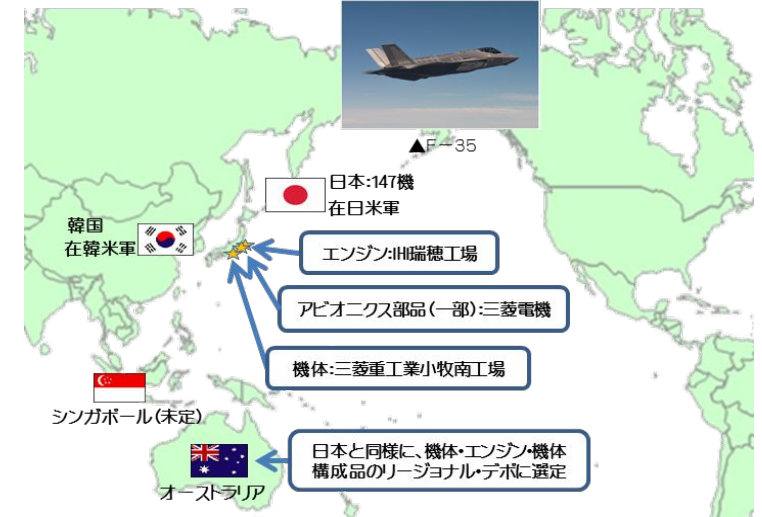 ▲F－35
日本:147機
在日米軍
韓国
在韓米軍
エンジン:IHI瑞穂工場
アビオニクス部品(一部):三菱電機
機体:三菱重工業小牧南工場
シンガポール(未定)
日本と同様に、機体・エンジン・機体
構成品のリージョナル・デポに選定
オーストラリア